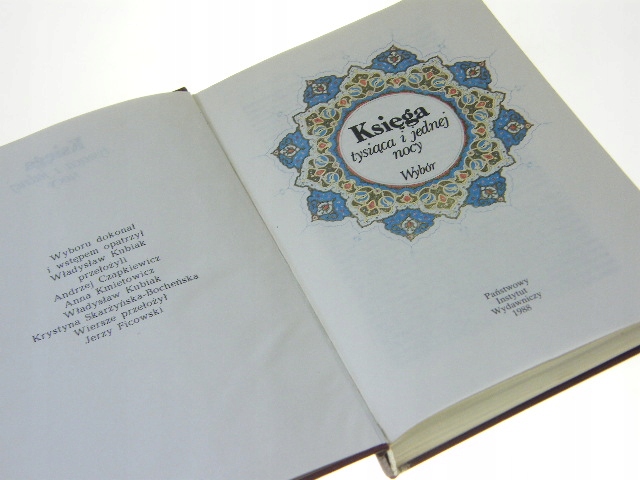 Wyboru dokonał
i wstępem opatrzył
Władysław Kubiak
przełożyli
Andrzej Czapkiewicz
Anna Kmietowicz
Władysław Kubiak
Krystyna Skarżyńska-Bocheńska
Wiersze przełożył
Jerzy Ficowski
Księga
tysiąca i jednej
nocy
Wybór
Państwowy
Instytut
Wydawniczy
1988